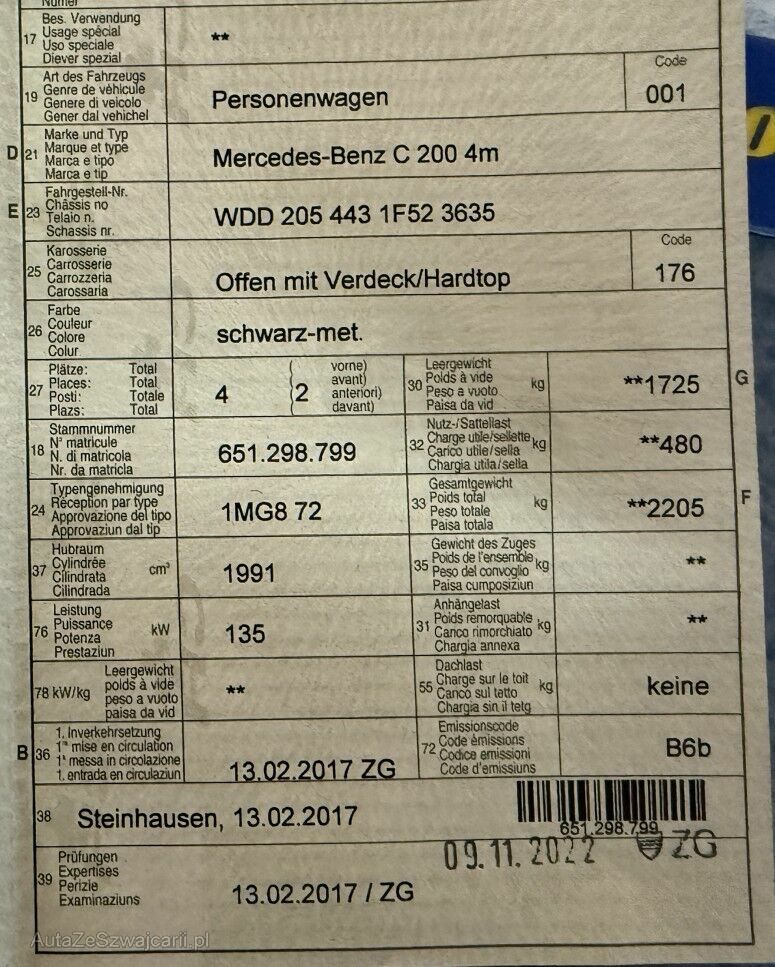 Numer
17 Bes. Verwendung
Usage spécial
Uso speciale
Diever spezial
**
19 Art des Fahrzeugs
Genre de véhicule
Genere di veicolo
Gener dal vehichel
Personenwagen
Code
001
D 21 Marke und Typ
Marque et type
Marca e tipo
Marca e tip
Mercedes-Benz C 200 4m
E 23 Fahrgestell-Nr.
Châssis no
Telaio n.
Schassis nr.
WDD 205 443 1F52 3635
25 Karosserie
Carrosserie
Carrozzeria
Carossaria
Offen mit Verdeck/Hardtop
Code
176
26 Farbe
Couleur
Colore
Colur
schwarz-met.
27 Plätze: Total
Places: Total
Posti: Totale
Plazs: Total
4
(2
vorne)
avant)
anteriori)
davant)
30 Leergewicht
Poids à vide
Peso a vuoto
Paisa da vid
kg
**1725
G
18 Stammnummer
N° matricule
N. di matricola
Nr. da matricla
651.298.799
32 Nutz-/Sattellast
Charge utile/sellette
Carico utile/sella
Chargia utila/sella
kg
**480
24 Typengenehmigung
Réception par type
Approvazione del tipo
Approvaziun dal tip
1MG8 72
33 Gesamtgewicht
Poids total
Peso totale
Paisa totala
kg
**2205
F
37 Hubraum
Cylindrée
Cilindrata
Cilindrada
cm³
1991
35 Gewicht des Zuges
Poids de l'ensemble
Peso del convoglio
Paisa cumposiziun
kg
**
76 Leistung
Puissance
Potenza
Prestaziun
kW
135
31 Anhängelast
Poids remorquable
Carico rimorchiato
Chargia annexa
kg
**
78 kW/kg
Leergewicht
poids à vide
peso a vuoto
paisa da vid
**
55 Dachlast
Charge sur le toit
Carico sul tetto
Chargia sin il tetg
kg
keine
B 36 1. Inverkehrsetzung
1re mise en circulation
1a messa in circolazione
1. entrada en circulaziun
13.02.2017 ZG
72 Emissionscode
Code émissions
Codice emissioni
Code d'emissiuns
B6b
38 Steinhausen, 13.02.2017
651.298.799
09.11.2022 ZG
39 Prüfungen
Expertises
Perizie
Examinaziuns
13.02.2017 / ZG
AutaZeSzwajcarii.pl